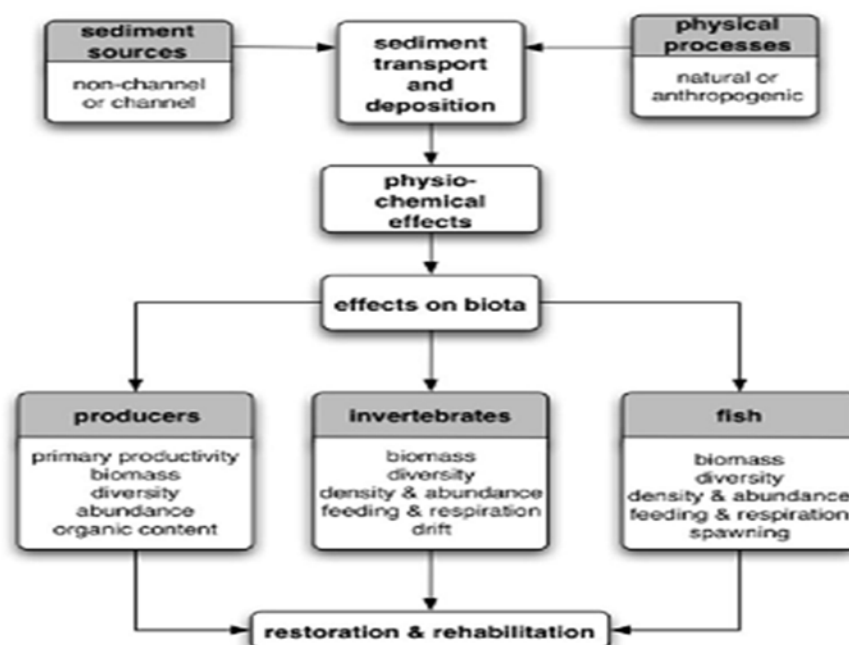 sediment
sources
non-channel
or channel
sediment
transport
and
deposition
physical
processes
natural or
anthropogenic
physio-
chemical
effects
effects on biota
producers
primary productivity
biomass
diversity
abundance
organic content
invertebrates
biomass
diversity
density & abundance
feeding & respiration
drift
fish
biomass
diversity
density & abundance
feeding & respiration
spawning
restoration & rehabilitation